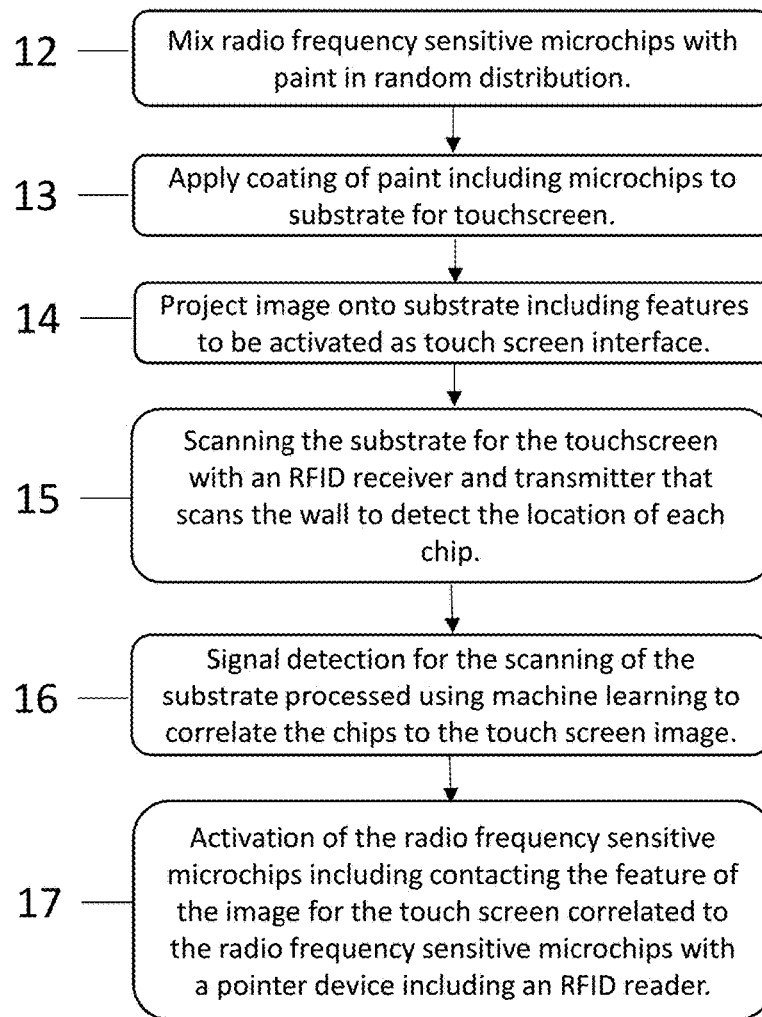 12
Mix radio frequency sensitive microchips with
paint in random distribution.
13
Apply coating of paint including microchips to
substrate for touchscreen.
14
Project image onto substrate including features
to be activated as touch screen interface.
15
Scanning the substrate for the touchscreen
with an RFID receiver and transmitter that
scans the wall to detect the location of each
chip.
16
Signal detection for the scanning of the
substrate processed using machine learning to
correlate the chips to the touch screen image.
17
Activation of the radio frequency sensitive
microchips including contacting the feature of
the image for the touch screen correlated to
the radio frequency sensitive microchips with
a pointer device including an RFID reader.